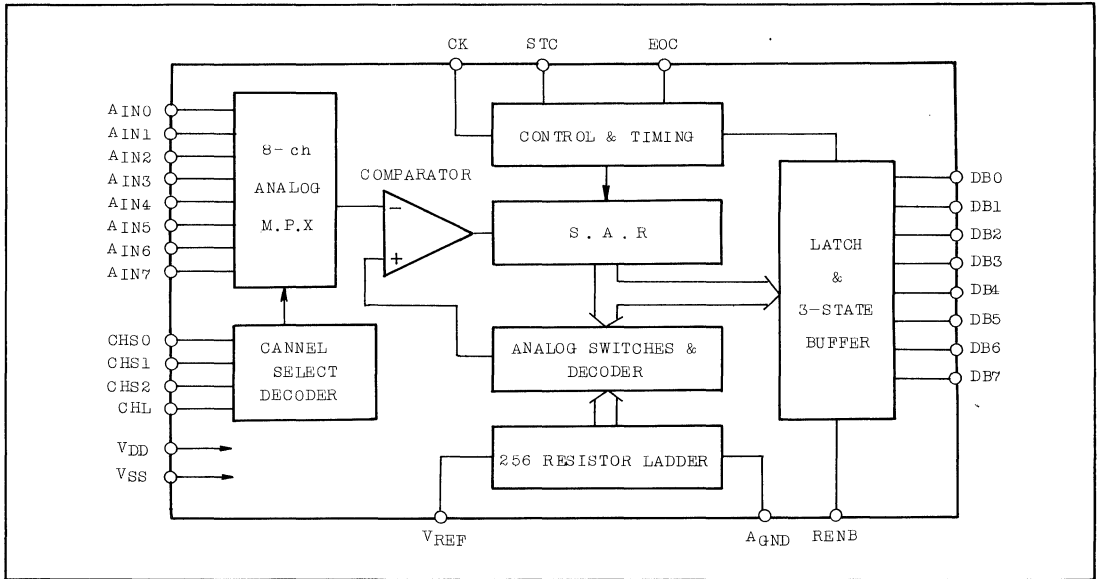 CK STC EOC
AIN0
AIN1
AIN2
AIN3
AIN4
AIN5
AIN6
AIN7
8-ch
ANALOG
M.P.X
COMPARATOR
-
+
CONTROL & TIMING
S.A.R
ANALOG SWITCHES &
DECODER
256 RESISTOR LADDER
LATCH
&
3-STATE
BUFFER
DB0
DB1
DB2
DB3
DB4
DB5
DB6
DB7
CHS0
CHS1
CHS2
CHL
CANNEL
SELECT
DECODER
VDD
VSS
VREF AGND RENB